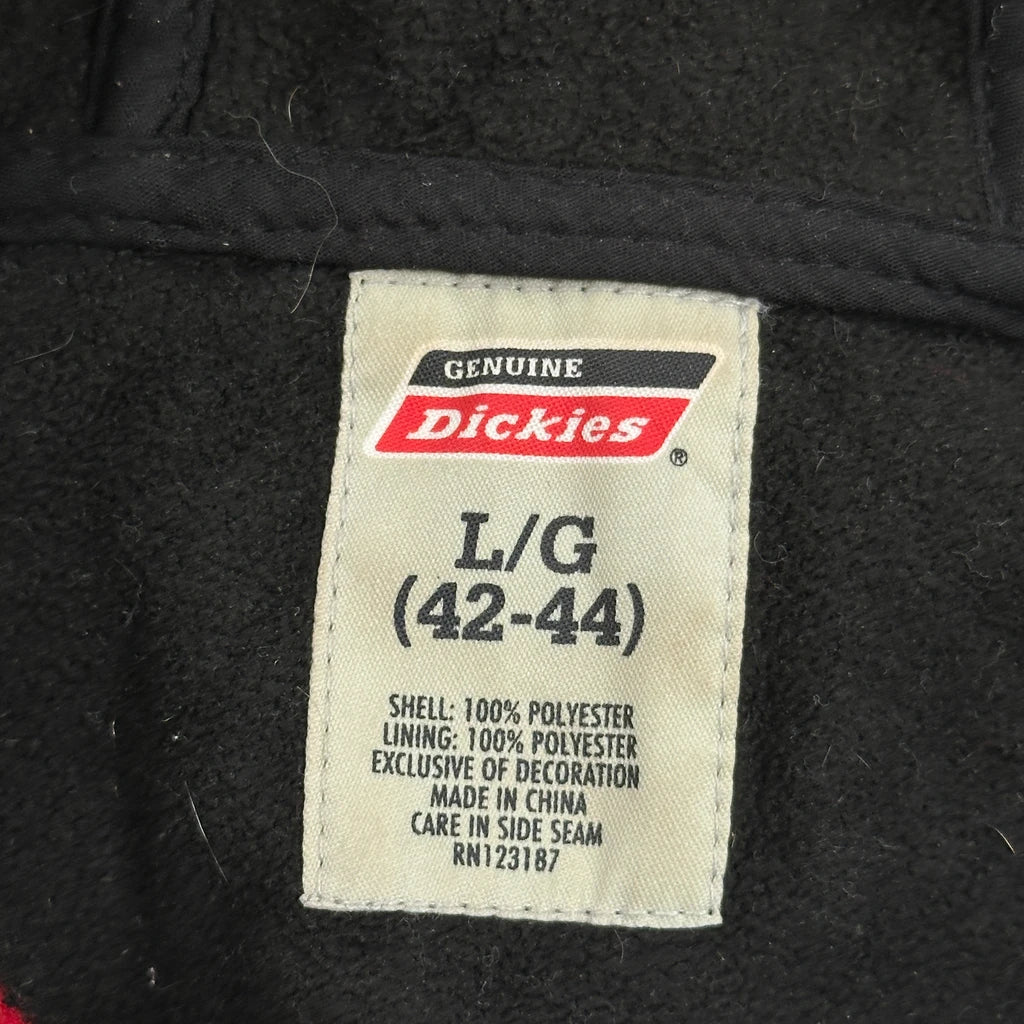 GENUINE
Dickies®
L/G
(42-44)
SHELL: 100% POLYESTER
LINING: 100% POLYESTER
EXCLUSIVE OF DECORATION
MADE IN CHINA
CARE IN SIDE SEAM
RN123187